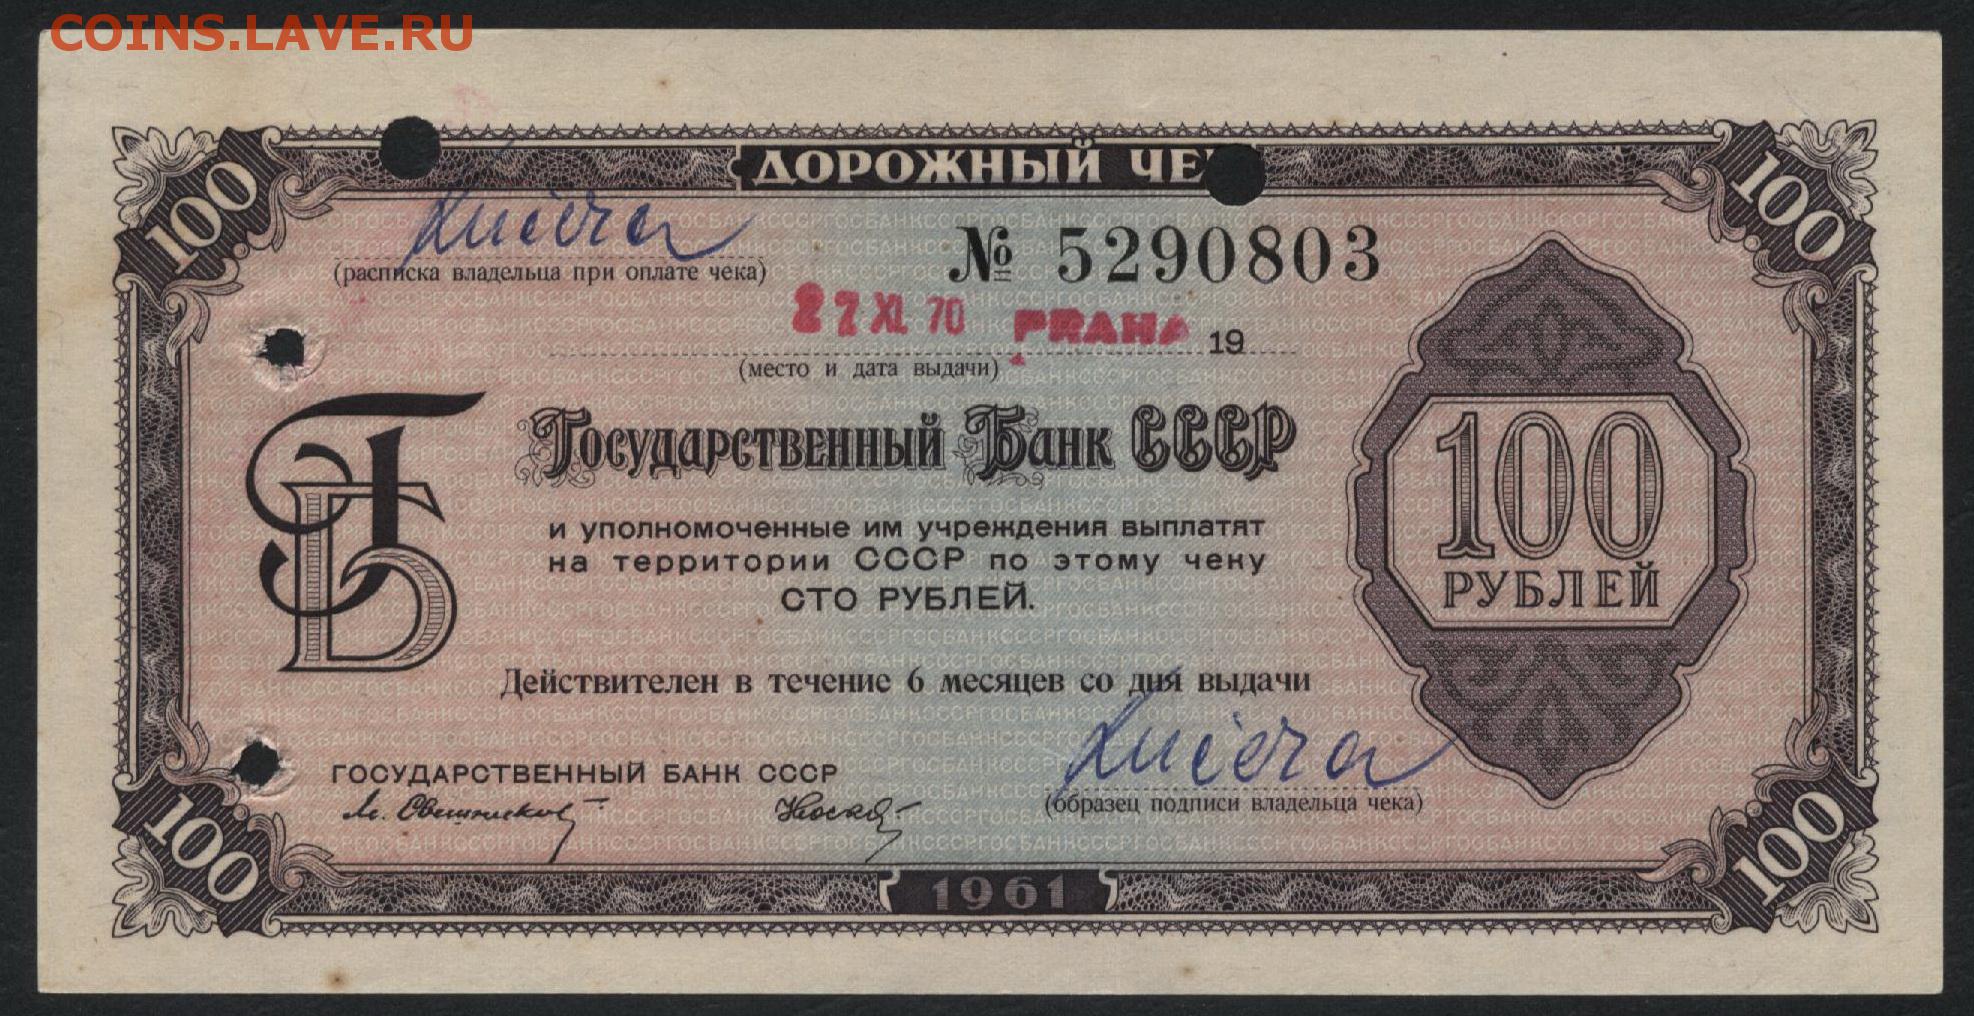 COINS.LAVE.RU
ДОРОЖНЫЙ ЧЕ
100
100
№ 5290803
(расписка владельца при оплате чека)
27 XI 70 PRAHA 19
(место и дата выдачи)
ГБ
Государственный Банк СССР
и уполномоченные им учреждения выплатят
на территории СССР по этому чеку
СТО РУБЛЕЙ.
100
РУБЛЕЙ
Действителен в течение 6 месяцев со дня выдачи
ГОСУДАРСТВЕННЫЙ БАНК СССР
(образец подписи владельца чека)
100
100
1961